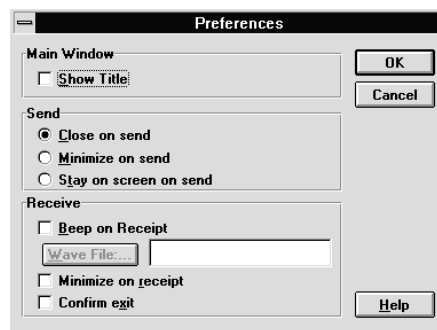 Preferences
Main Window
Show Title
OK
Cancel
Send
Close on send
Minimize on send
Stay on screen on send
Receive
Beep on Receipt
Wave File:...
Minimize on receipt
Confirm exit
Help